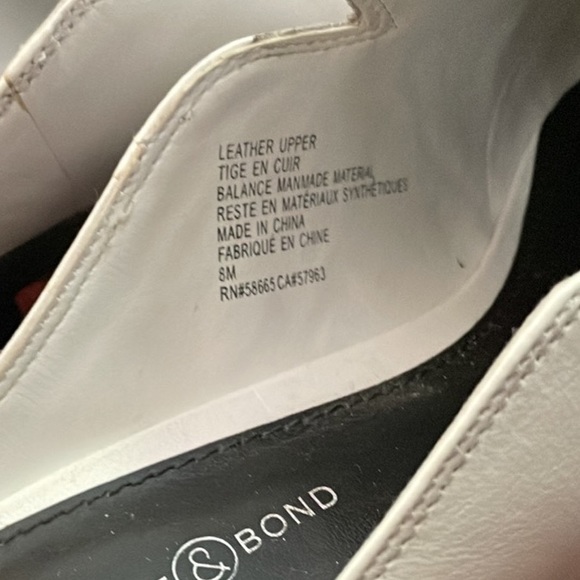 LEATHER UPPER
TIGE EN CUIR
BALANCE MANMADE MATERIAL
RESTE EN MATÉRIAUX SYNTHÉTIQUES
MADE IN CHINA
FABRIQUÉ EN CHINE
8M
RN#58665 CA#57963
& BOND